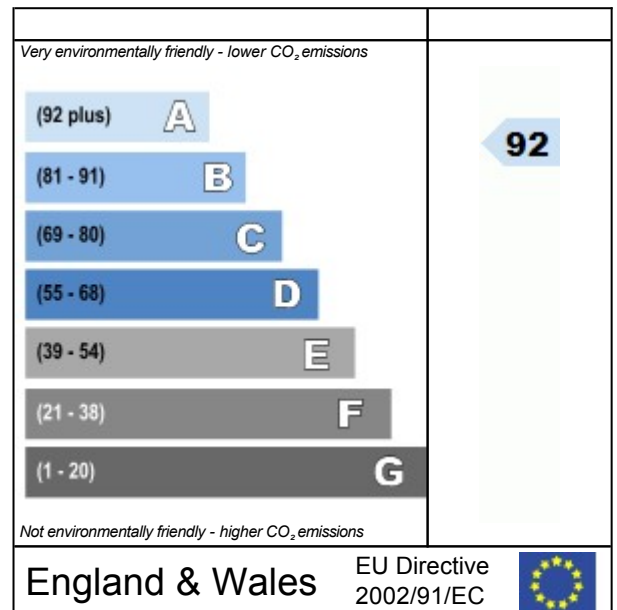 Very environmentally friendly - lower CO₂ emissions
(92 plus) A
92
(81 - 91) B
(69 - 80) C
(55 - 68) D
(39 - 54) E
(21 - 38) F
(1 - 20) G
Not environmentally friendly - higher CO₂ emissions
England & Wales
EU Directive
2002/91/EC